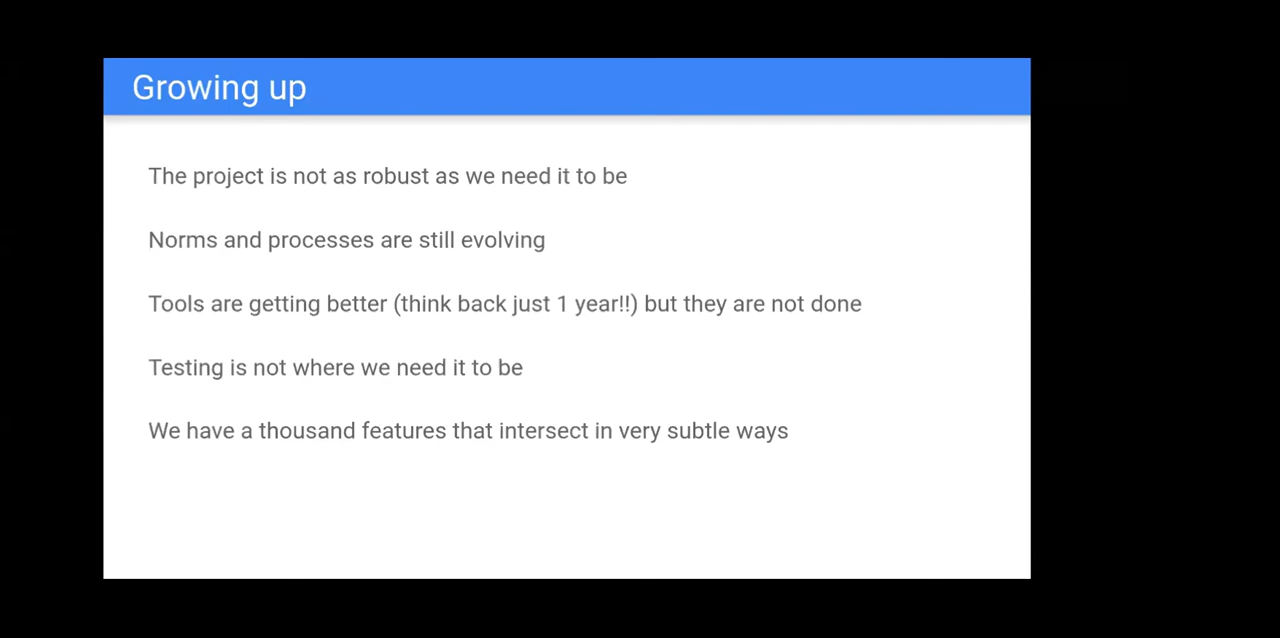 Growing up
The project is not as robust as we need it to be
Norms and processes are still evolving
Tools are getting better (think back just 1 year!!) but they are not done
Testing is not where we need it to be
We have a thousand features that intersect in very subtle ways